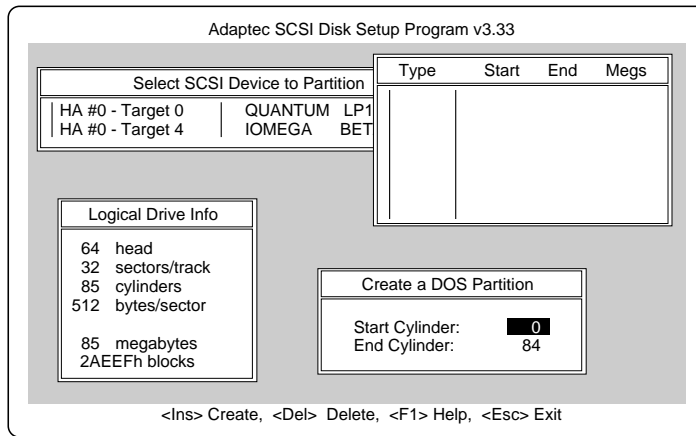 Adaptec SCSI Disk Setup Program v3.33
Select SCSI Device to Partition
HA #0 - Target 0 QUANTUM LP1
HA #0 - Target 4 IOMEGA BET
Type Start End Megs
Logical Drive Info
64 head
32 sectors/track
85 cylinders
512 bytes/sector
85 megabytes
2AEEFh blocks
Create a DOS Partition
Start Cylinder: 0
End Cylinder: 84
<Ins> Create, <Del> Delete, <F1> Help, <Esc> Exit